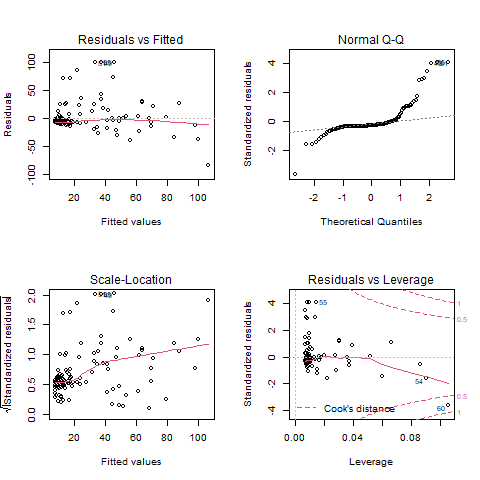 Residuals vs Fitted
Residuals
100
50
0
-50
-100
20 40 60 80 100
Fitted values
Normal Q-Q
Standardized residuals
4
2
0
-2
-2 -1 0 1 2
Theoretical Quantiles
Scale-Location
√|Standardized residuals|
2.0
1.5
1.0
0.5
0.0
20 40 60 80 100
Fitted values
Residuals vs Leverage
Standardized residuals
4
2
0
-2
-4
55
54
60
1
0.5
0.5
1
Cook's distance
0.00 0.04 0.08
Leverage